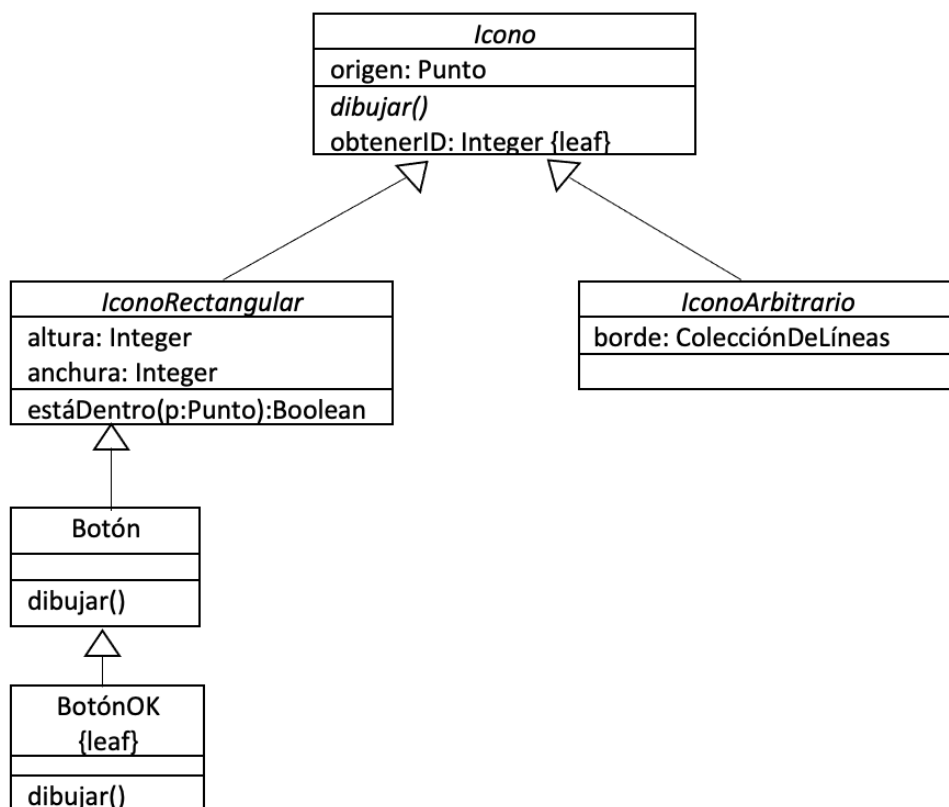 Icono
origen: Punto
dibujar()
obtenerID: Integer {leaf}
IconoRectangular
altura: Integer
anchura: Integer
estáDentro(p:Punto):Boolean
IconoArbitrario
borde: ColecciónDeLíneas
Botón
dibujar()
BotónOK
{leaf}
dibujar()